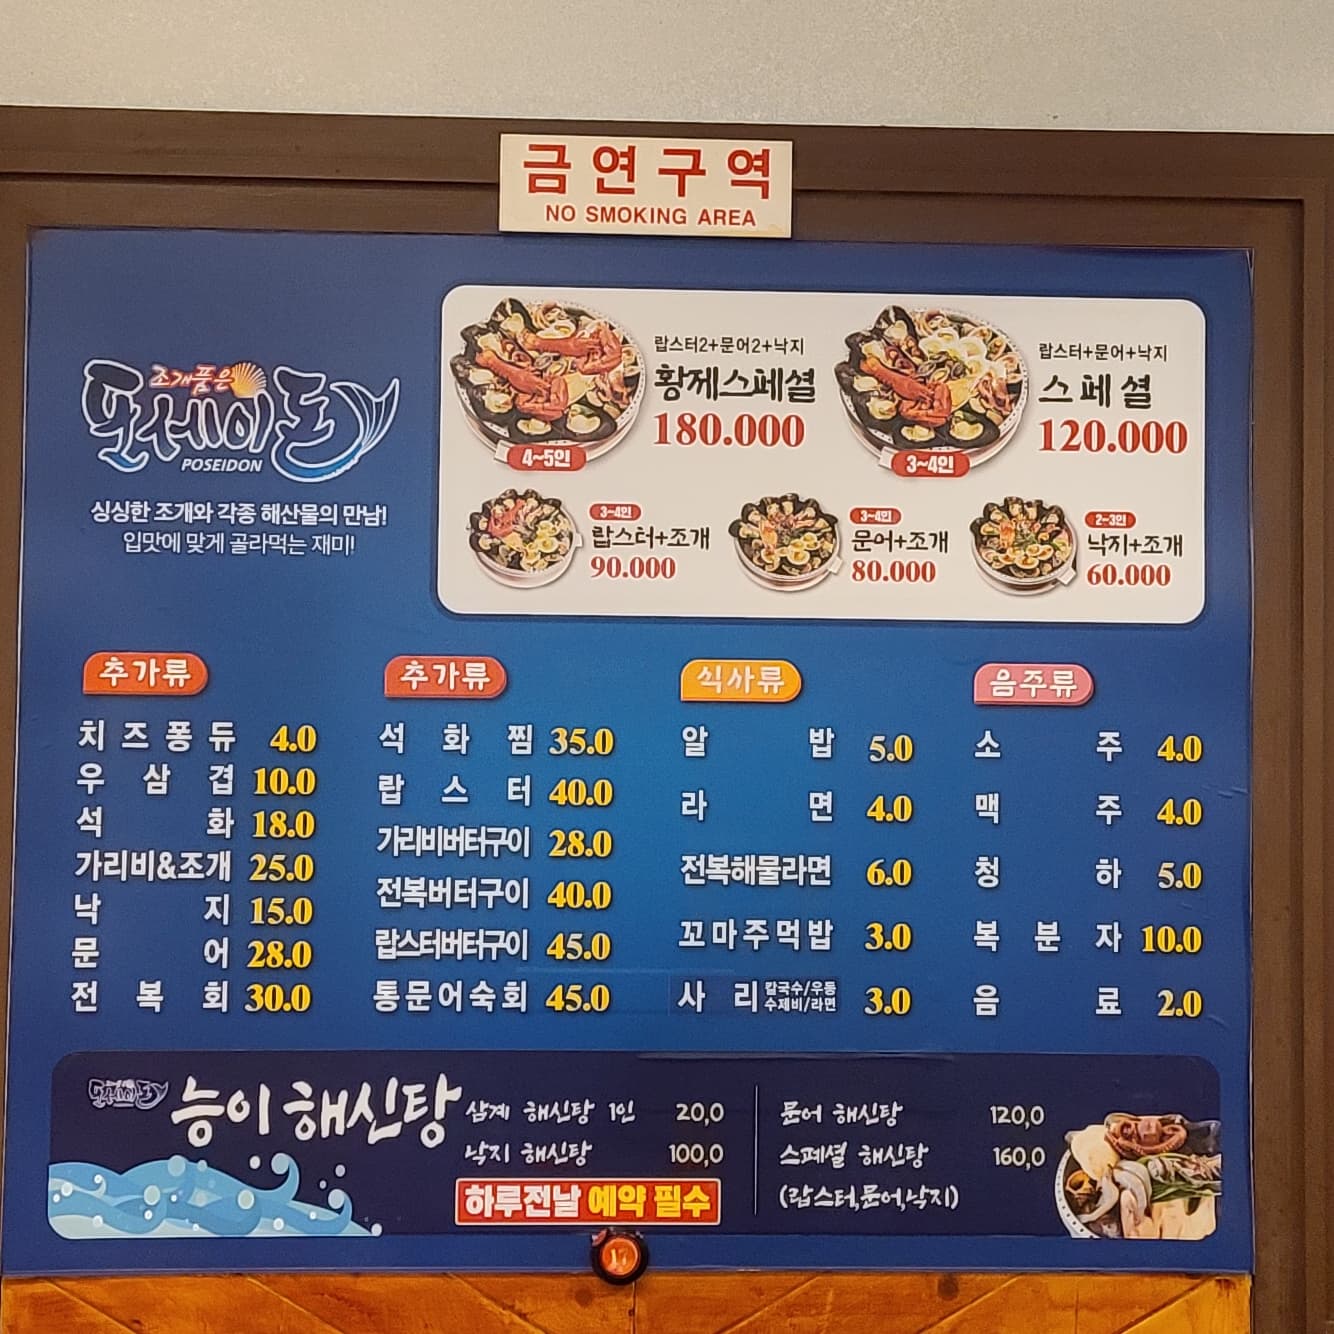 금연구역
NO SMOKING AREA
조개품은
포세이돈
POSEIDON
싱싱한 조개와 각종 해산물의 만남!
입맛에 맞게 골라먹는 재미!
랍스터2+문어2+낙지
황제스페셜
180.000
4~5인
랍스터+문어+낙지
스페셜
120.000
3~4인
3~4인
랍스터+조개
90.000
3~4인
문어+조개
80.000
2~3인
낙지+조개
60.000
추가류
치즈퐁듀 4.0
우삼겹 10.0
석화 18.0
가리비&조개 25.0
낙지 15.0
문어 28.0
전복회 30.0
추가류
석화찜 35.0
랍스터 40.0
가리비버터구이 28.0
전복버터구이 40.0
랍스터버터구이 45.0
통문어숙회 45.0
식사류
알밥 5.0
라면 4.0
전복해물라면 6.0
꼬마주먹밥 3.0
사리 칼국수/우동 수제비/라면 3.0
음주류
소주 4.0
맥주 4.0
청하 5.0
복분자 10.0
음료 2.0
포세이돈
능이 해신탕
삼계 해신탕 1인 20,0
낙지 해신탕 100,0
하루전날 예약 필수
문어 해신탕 120,0
스페셜 해신탕 160,0
(랍스터,문어,낙지)
17